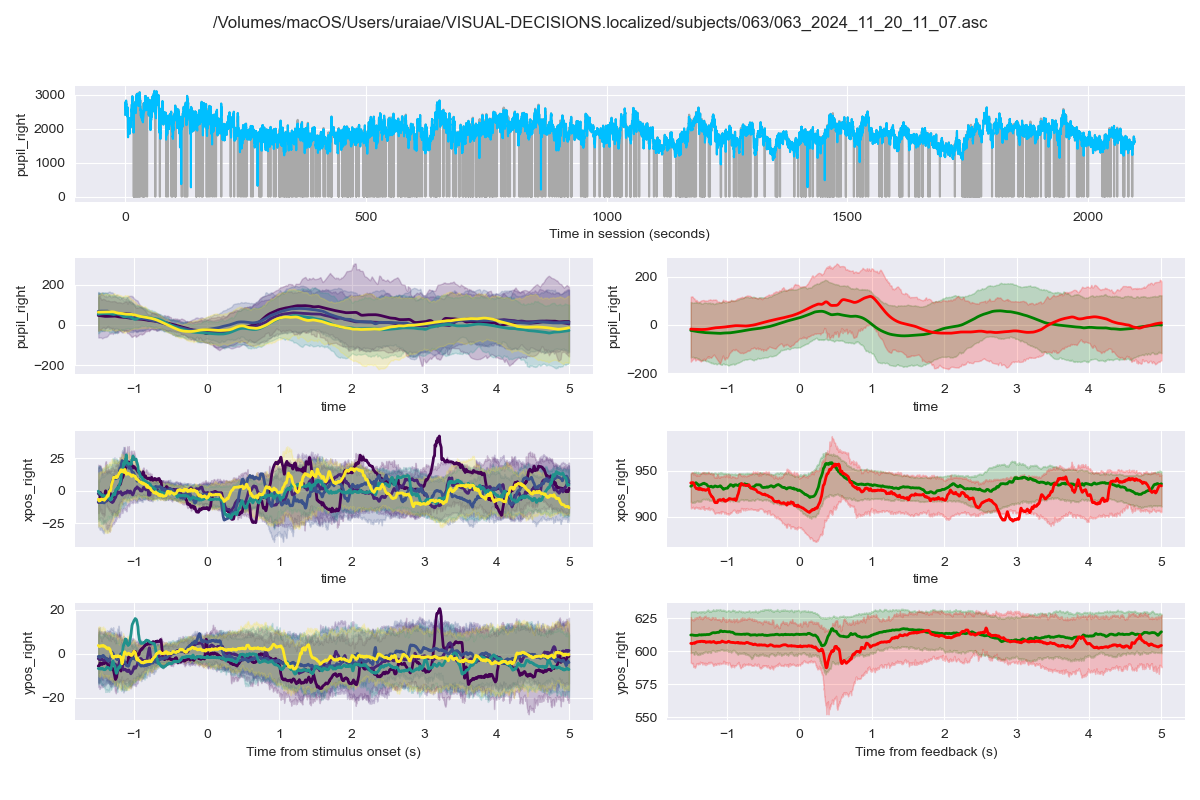 /Volumes/macOS/Users/uraiae/VISUAL-DECISIONS.localized/subjects/063/063_2024_11_20_11_07.asc
pupil_right
3000
2000
1000
0
0 500 1000 1500 2000
Time in session (seconds)
pupil_right
200
0
−200
−1 0 1 2 3 4 5
time
pupil_right
200
0
−200
−1 0 1 2 3 4 5
time
xpos_right
25
0
−25
−1 0 1 2 3 4 5
time
xpos_right
950
900
−1 0 1 2 3 4 5
time
ypos_right
20
0
−20
−1 0 1 2 3 4 5
Time from stimulus onset (s)
ypos_right
625
600
575
550
−1 0 1 2 3 4 5
Time from feedback (s)